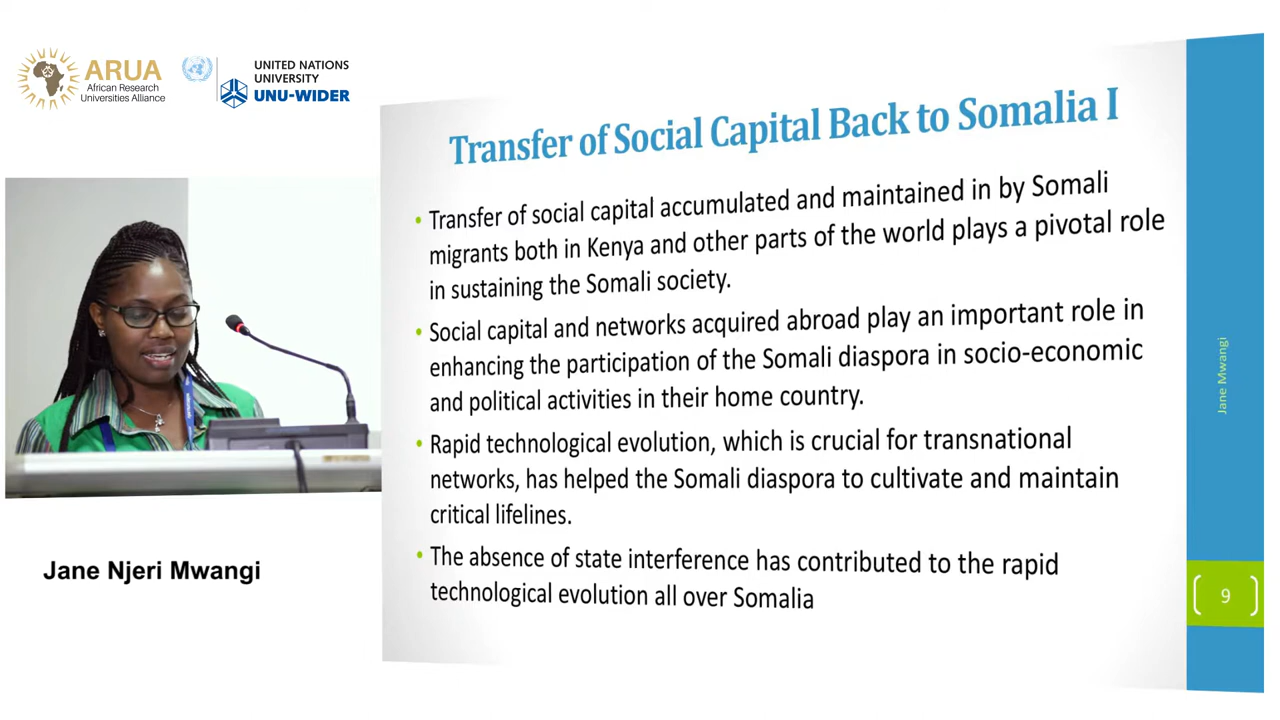 ARUA
African Research
Universities Alliance
UNITED NATIONS
UNIVERSITY
UNU-WIDER
Transfer of Social Capital Back to Somalia I
• Transfer of social capital accumulated and maintained in by Somali
migrants both in Kenya and other parts of the world plays a pivotal role
in sustaining the Somali society.
• Social capital and networks acquired abroad play an important role in
enhancing the participation of the Somali diaspora in socio-economic
and political activities in their home country.
• Rapid technological evolution, which is crucial for transnational
networks, has helped the Somali diaspora to cultivate and maintain
critical lifelines.
• The absence of state interference has contributed to the rapid
technological evolution all over Somalia
Jane Mwangi
9
Jane Njeri Mwangi